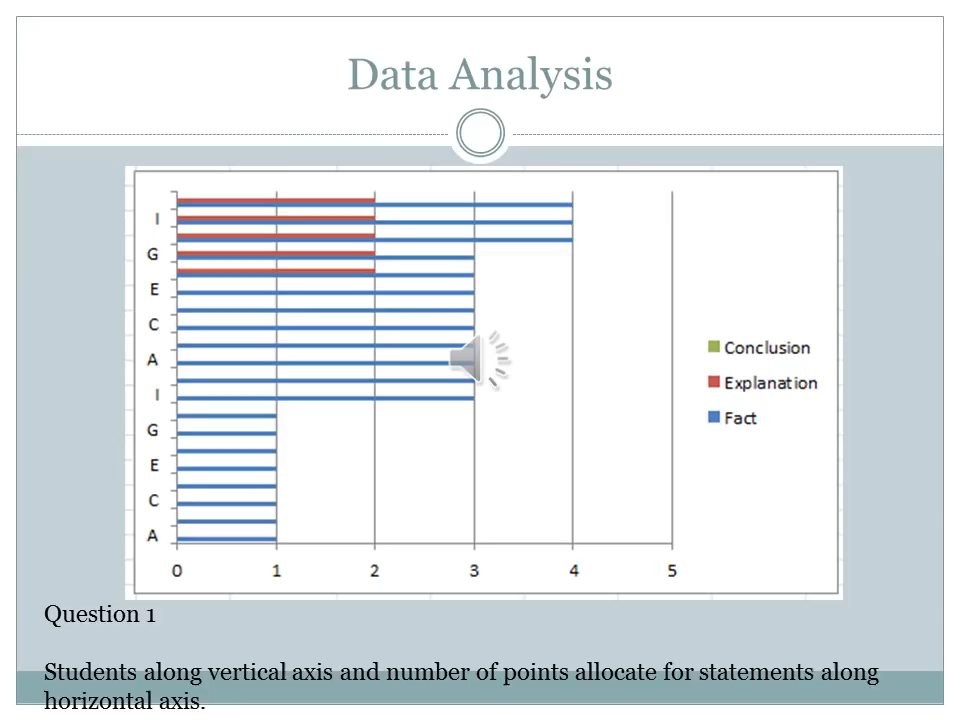 Data Analysis
I
G
E
C
A
I
G
E
C
A
0 1 2 3 4 5
Conclusion
Explanation
Fact
Question 1
Students along vertical axis and number of points allocate for statements along
horizontal axis.